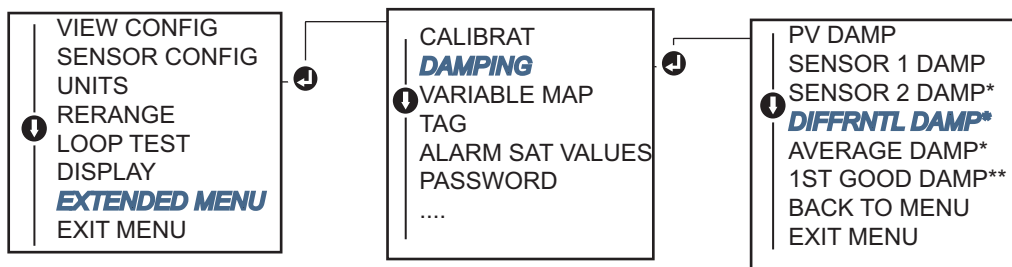 VIEW CONFIG
SENSOR CONFIG
UNITS
RERANGE
LOOP TEST
DISPLAY
EXTENDED MENU
EXIT MENU
CALIBRAT
DAMPING
VARIABLE MAP
TAG
ALARM SAT VALUES
PASSWORD
....
PV DAMP
SENSOR 1 DAMP
SENSOR 2 DAMP*
DIFFRNTL DAMP*
AVERAGE DAMP*
1ST GOOD DAMP**
BACK TO MENU
EXIT MENU